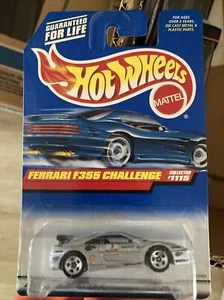 GUARANTEED
FOR LIFE
FOR AGES
OVER 3 YEARS.
DIE CAST METAL &
PLASTIC PARTS.
Hot Wheels
MATTEL
FERRARI F355 CHALLENGE
COLLECTOR
#1115